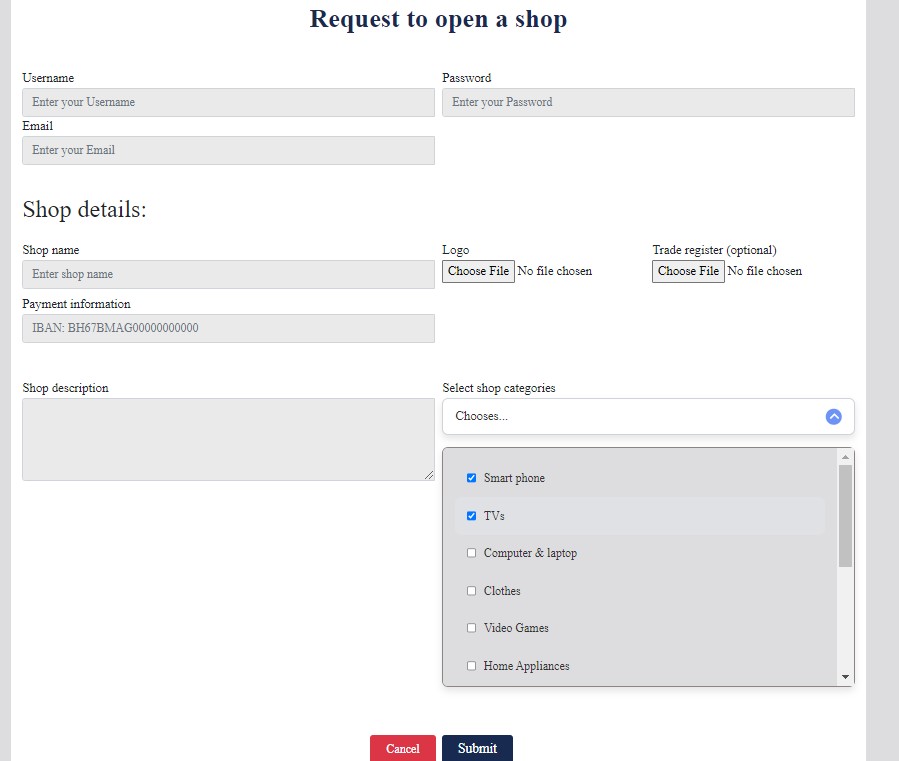 Request to open a shop
Username
Password
Enter your Username
Enter your Password
Email
Enter your Email
Shop details:
Shop name
Logo
Trade register (optional)
Enter shop name
Choose File No file chosen
Choose File No file chosen
Payment information
IBAN: BH67BMAG00000000000
Shop description
Select shop categories
Chooses...
Smart phone
TVs
Computer & laptop
Clothes
Video Games
Home Appliances
Cancel
Submit